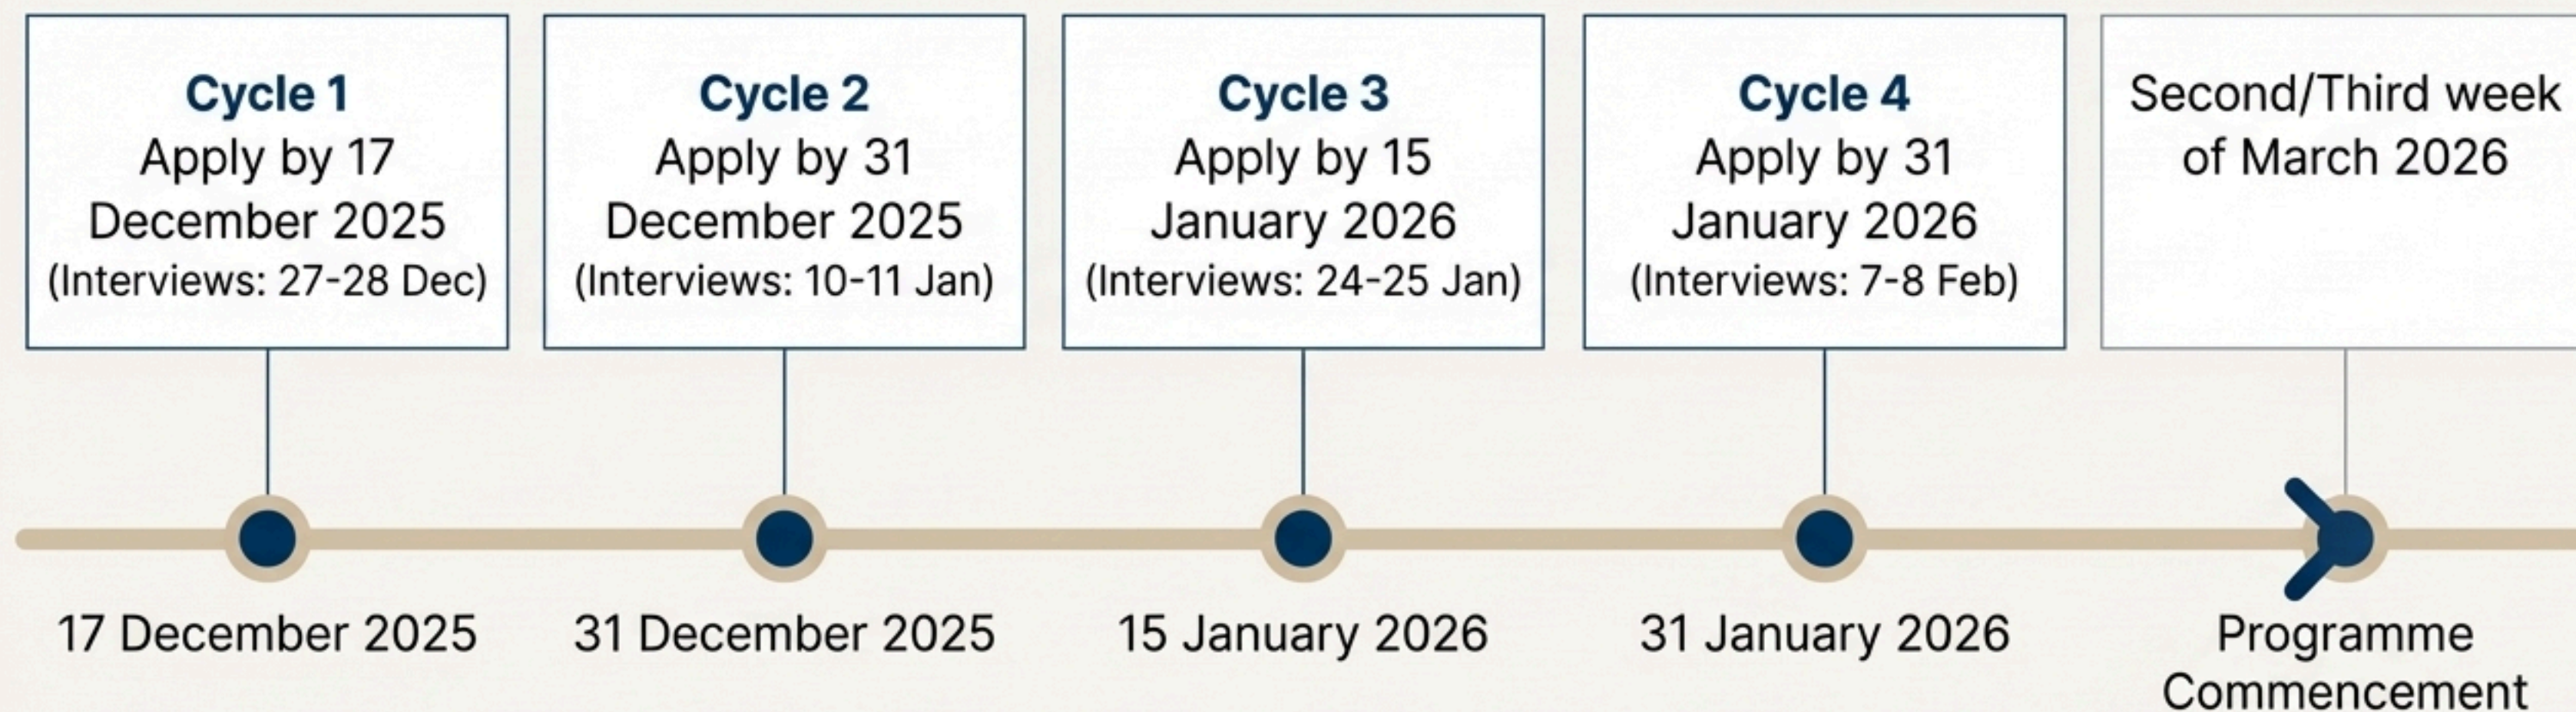 Cycle 1
Apply by 17
December 2025
(Interviews: 27-28 Dec)
Cycle 2
Apply by 31
December 2025
(Interviews: 10-11 Jan)
Cycle 3
Apply by 15
January 2026
(Interviews: 24-25 Jan)
Cycle 4
Apply by 31
January 2026
(Interviews: 7-8 Feb)
Second/Third week
of March 2026
17 December 2025
31 December 2025
15 January 2026
31 January 2026
Programme
Commencement